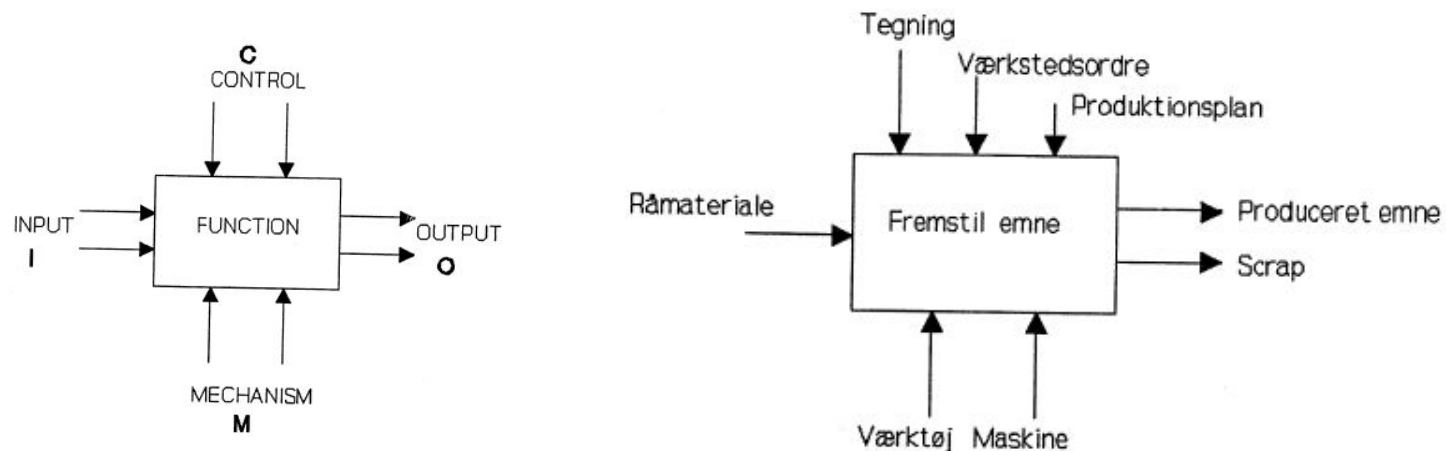 C
CONTROL
INPUT
I
FUNCTION
OUTPUT
O
MECHANISM
M
Tegning
Værkstedsordre
Produktionsplan
Råmateriale
Fremstil emne
Produceret emne
Scrap
Værktøj Maskine